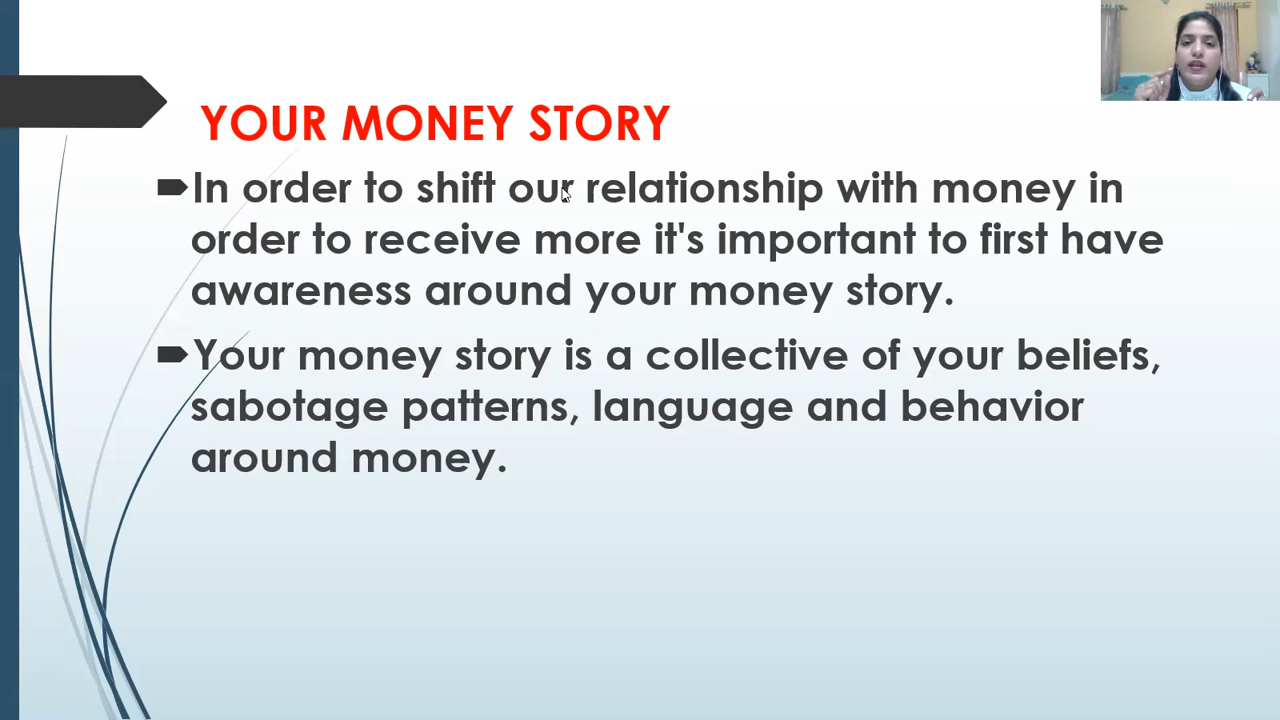 YOUR MONEY STORY
In order to shift our relationship with money in
order to receive more it's important to first have
awareness around your money story.
Your money story is a collective of your beliefs,
sabotage patterns, language and behavior
around money.